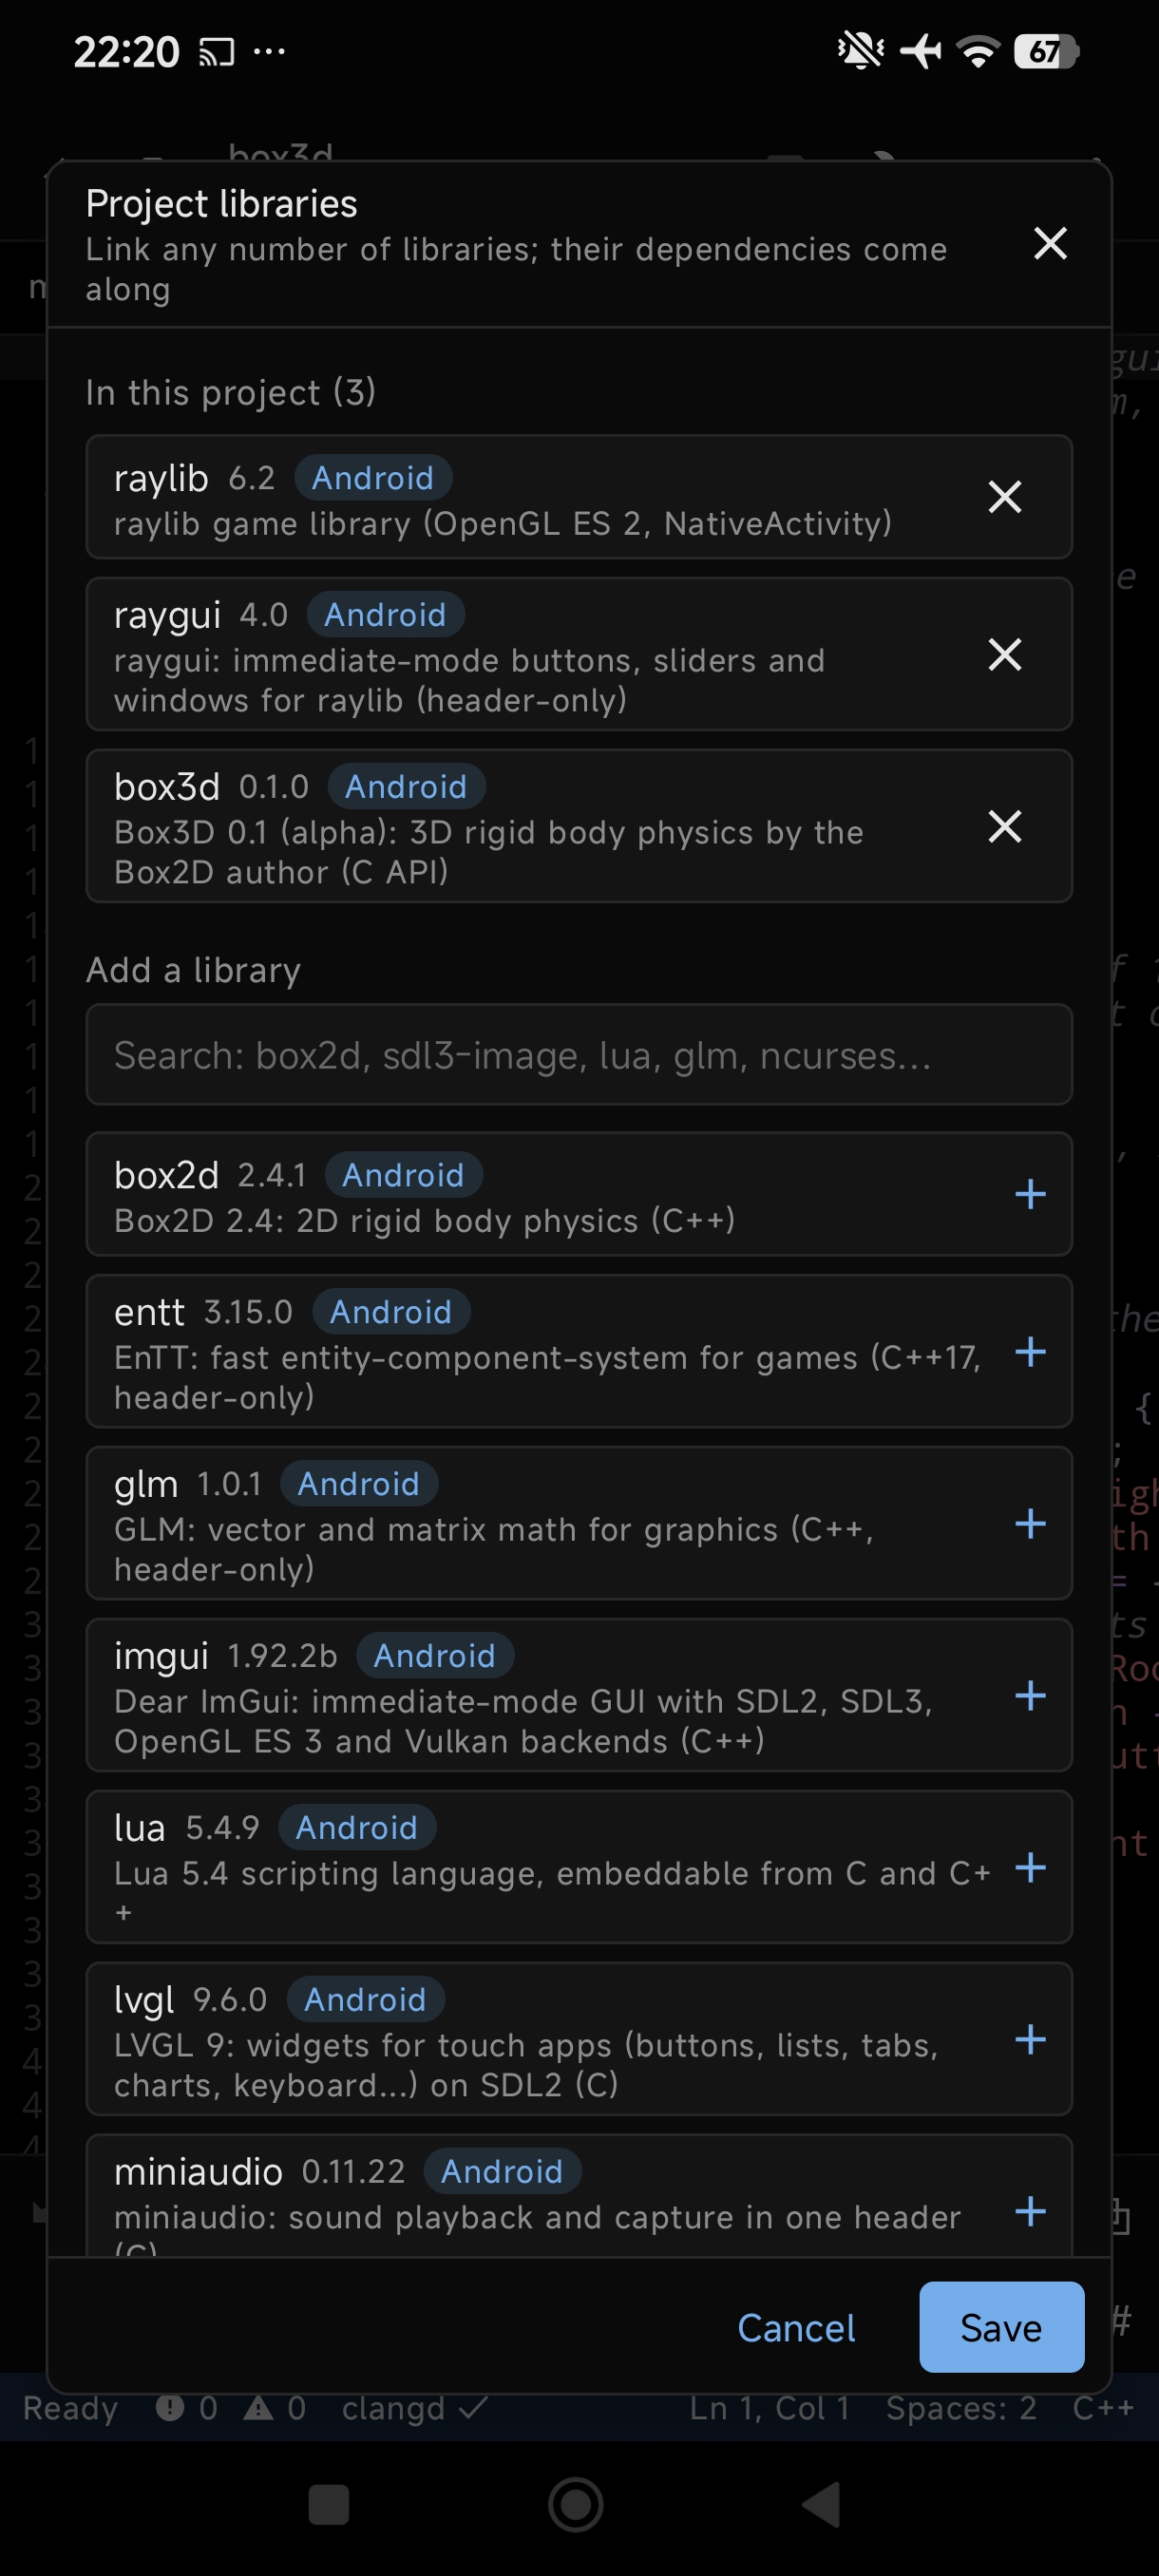 22:20
67
box3d
Project libraries
Link any number of libraries; their dependencies come
along
In this project (3)
raylib 6.2 Android
raylib game library (OpenGL ES 2, NativeActivity)
raygui 4.0 Android
raygui: immediate-mode buttons, sliders and
windows for raylib (header-only)
box3d 0.1.0 Android
Box3D 0.1 (alpha): 3D rigid body physics by the
Box2D author (C API)
Add a library
Search: box2d, sdl3-image, lua, glm, ncurses...
box2d 2.4.1 Android
Box2D 2.4: 2D rigid body physics (C++)
entt 3.15.0 Android
EnTT: fast entity-component-system for games (C++17,
header-only)
glm 1.0.1 Android
GLM: vector and matrix math for graphics (C++,
header-only)
imgui 1.92.2b Android
Dear ImGui: immediate-mode GUI with SDL2, SDL3,
OpenGL ES 3 and Vulkan backends (C++)
lua 5.4.9 Android
Lua 5.4 scripting language, embeddable from C and C+
+
lvgl 9.6.0 Android
LVGL 9: widgets for touch apps (buttons, lists, tabs,
charts, keyboard...) on SDL2 (C)
miniaudio 0.11.22 Android
miniaudio: sound playback and capture in one header
(C)
Cancel Save
Ready 0 0 clangd Ln 1, Col 1 Spaces: 2 C++